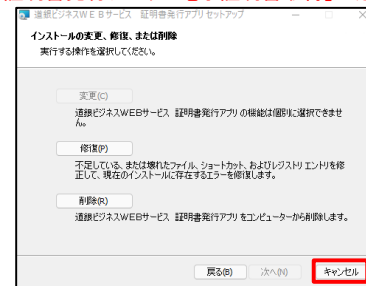 道銀ビジネスWEBサービス 証明書発行アプリ セットアップ
インストールの変更、修復、または削除
実行する操作を選択してください。
変更(C)
道銀ビジネスWEBサービス 証明書発行アプリ の機能は個別に選択できませ
ん。
修復(P)
不足している、または壊れたファイル、ショートカット、およびレジストリ エントリを修
正して、現在のインストールに存在するエラーを修復します。
削除(R)
道銀ビジネスWEBサービス 証明書発行アプリ をコンピューターから削除します。
戻る(B) 次へ(N) キャンセル